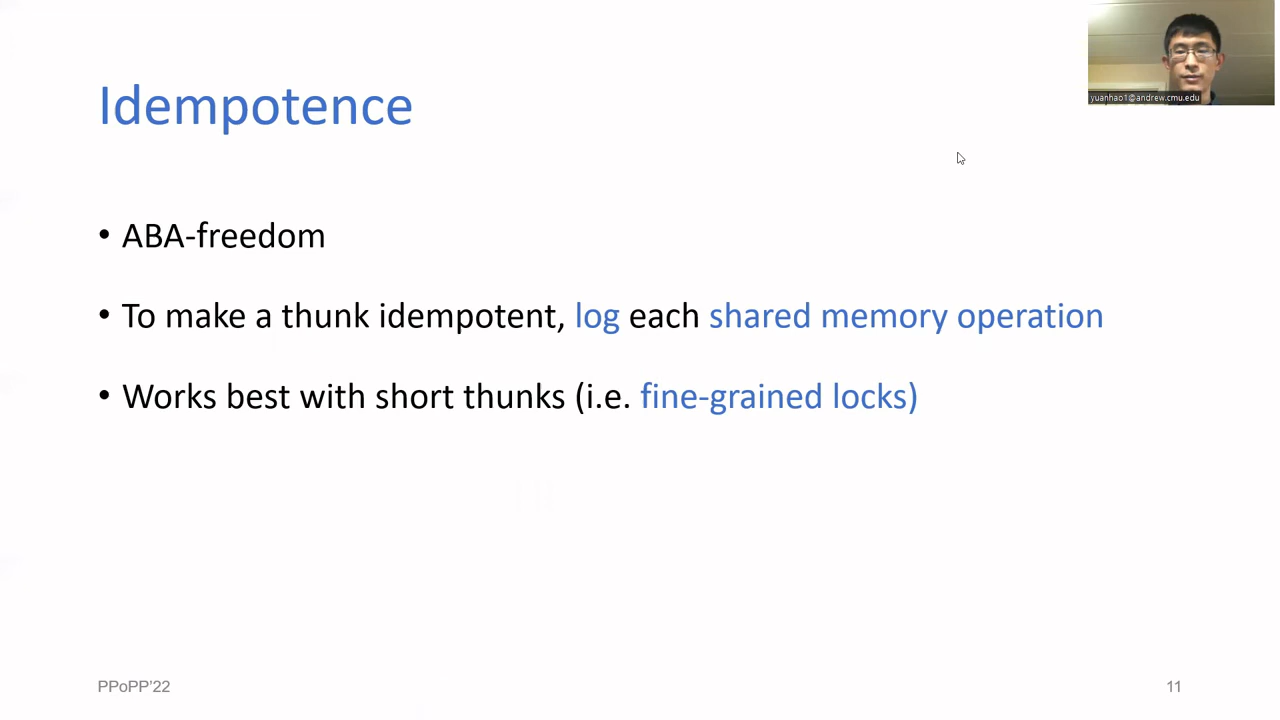 yuanhao1@andrew.cmu.edu
Idempotence
• ABA-freedom
• To make a thunk idempotent, log each shared memory operation
• Works best with short thunks (i.e. fine-grained locks)
PPoPP’22
11